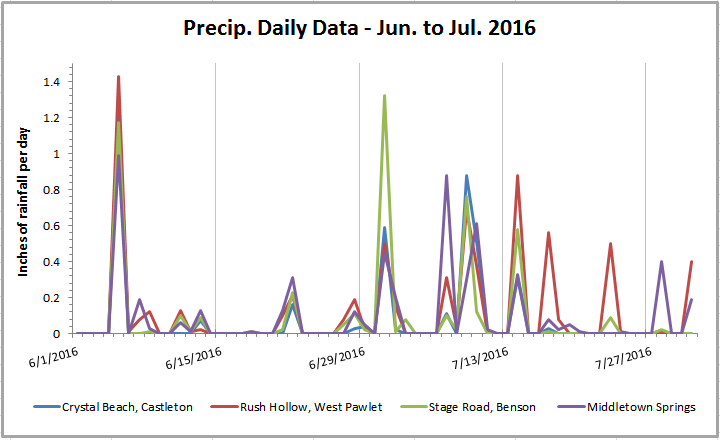 Precip. Daily Data - Jun. to Jul. 2016
Inches of rainfall per day
1.4
1.2
1
0.8
0.6
0.4
0.2
0
6/1/2016 6/15/2016 6/29/2016 7/13/2016 7/27/2016
Crystal Beach, Castleton Rush Hollow, West Pawlet Stage Road, Benson Middletown Springs